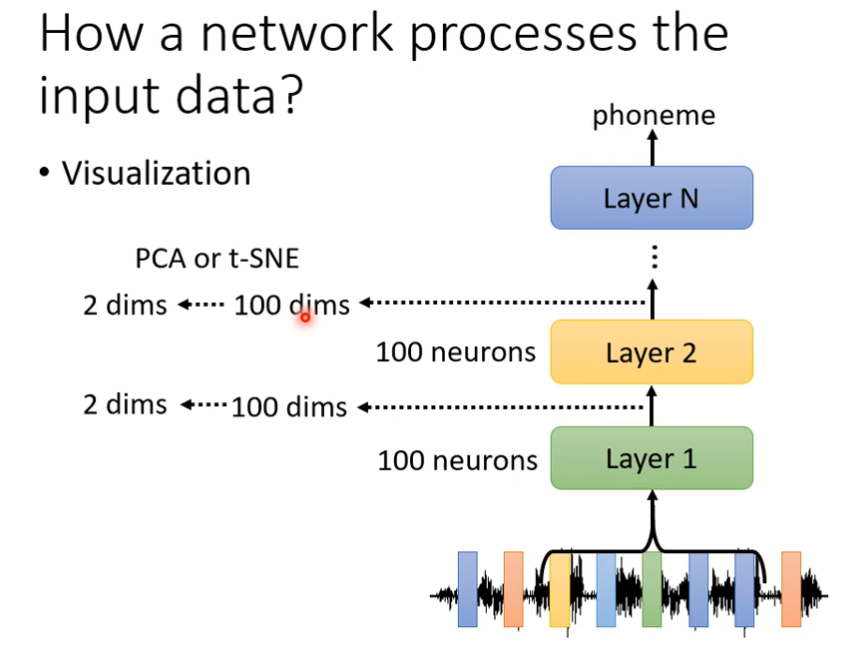 How a network processes the
input data?
phoneme
• Visualization
Layer N
PCA or t-SNE
2 dims 100 dims
100 neurons Layer 2
2 dims 100 dims
100 neurons Layer 1